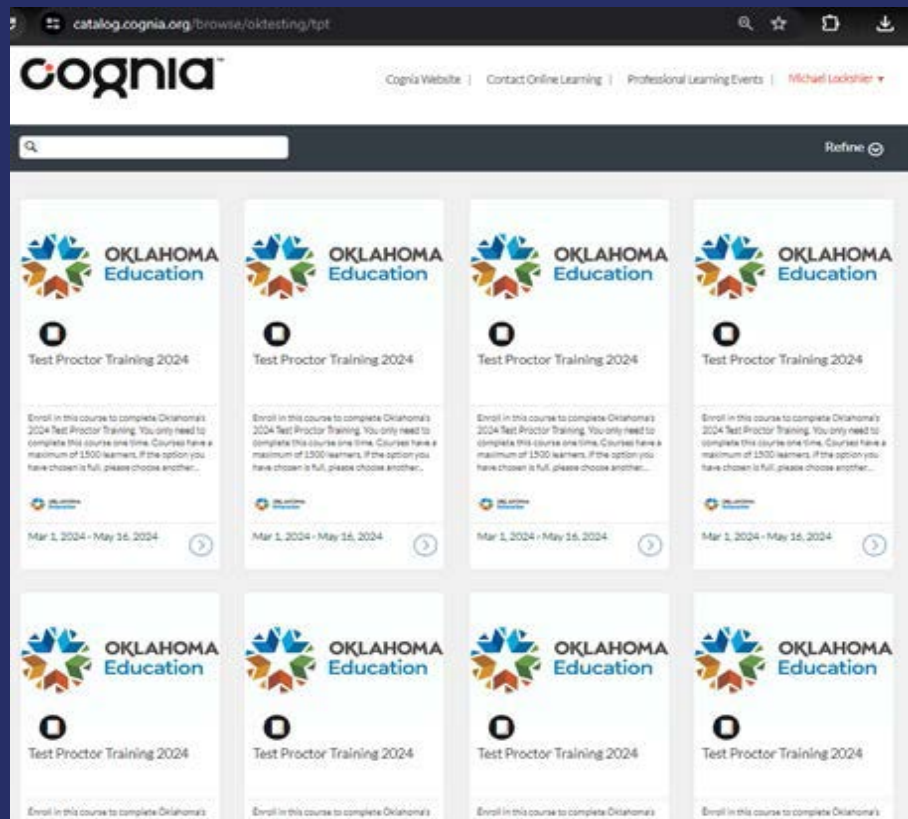 catalog.cognia.org/browse/oktesting/tpt
cognia™
Cognia Website | Contact Online Learning | Professional Learning Events | Michael Lockshier
Refine
OKLAHOMA
Education
Test Proctor Training 2024
Enroll in this course to complete Oklahoma's
2024 Test Proctor Training. You only need to
complete this course one time. Courses have a
maximum of 1500 learners. If the option you
have chosen is full, please choose another...
OKLAHOMA
Education
Mar 1, 2024 - May 16, 2024
OKLAHOMA
Education
Test Proctor Training 2024
Enroll in this course to complete Oklahoma's
2024 Test Proctor Training. You only need to
complete this course one time. Courses have a
maximum of 1500 learners. If the option you
have chosen is full, please choose another...
OKLAHOMA
Education
Mar 1, 2024 - May 16, 2024
OKLAHOMA
Education
Test Proctor Training 2024
Enroll in this course to complete Oklahoma's
2024 Test Proctor Training. You only need to
complete this course one time. Courses have a
maximum of 1500 learners. If the option you
have chosen is full, please choose another...
OKLAHOMA
Education
Mar 1, 2024 - May 16, 2024
OKLAHOMA
Education
Test Proctor Training 2024
Enroll in this course to complete Oklahoma's
2024 Test Proctor Training. You only need to
complete this course one time. Courses have a
maximum of 1500 learners. If the option you
have chosen is full, please choose another...
OKLAHOMA
Education
Mar 1, 2024 - May 16, 2024
OKLAHOMA
Education
Test Proctor Training 2024
Enroll in this course to complete Oklahoma's
OKLAHOMA
Education
Test Proctor Training 2024
Enroll in this course to complete Oklahoma's
OKLAHOMA
Education
Test Proctor Training 2024
Enroll in this course to complete Oklahoma's
OKLAHOMA
Education
Test Proctor Training 2024
Enroll in this course to complete Oklahoma's